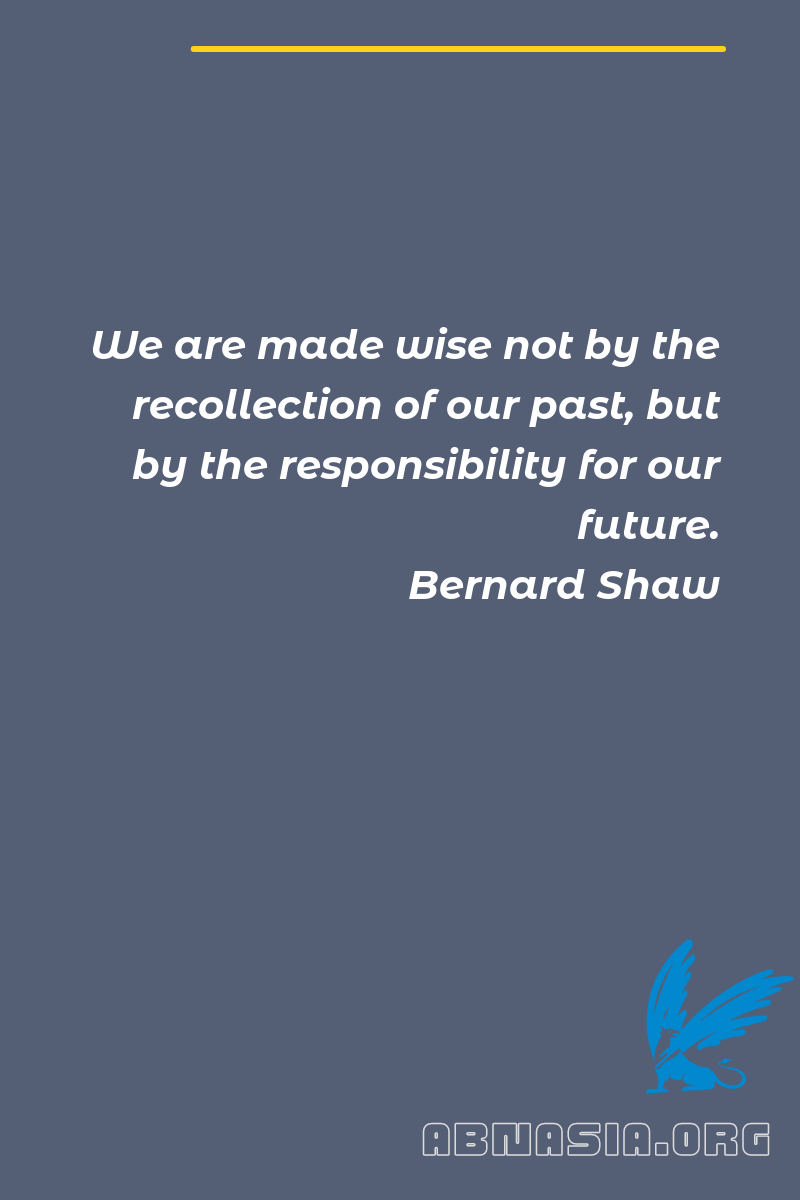 We are made wise not by the
recollection of our past, but
by the responsibility for our
future.
Bernard Shaw
ABNASIA.ORG